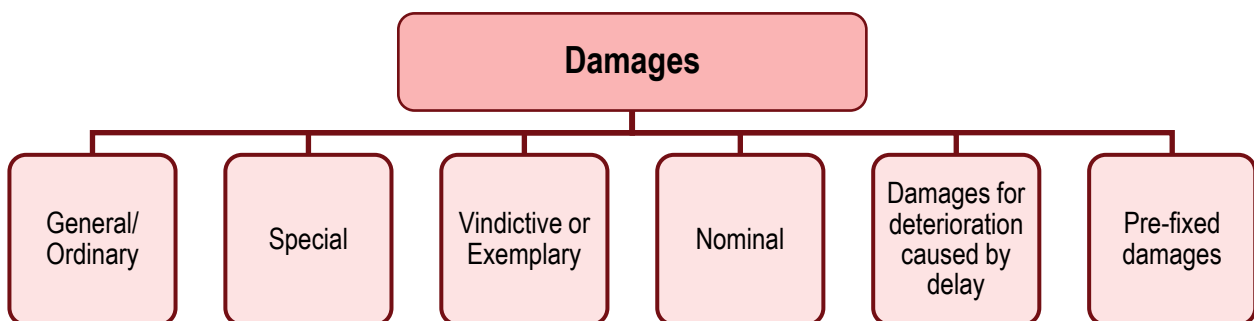 Damages
General/
Ordinary
Special
Vindictive or
Exemplary
Nominal
Damages for
deterioration
caused by
delay
Pre-fixed
damages